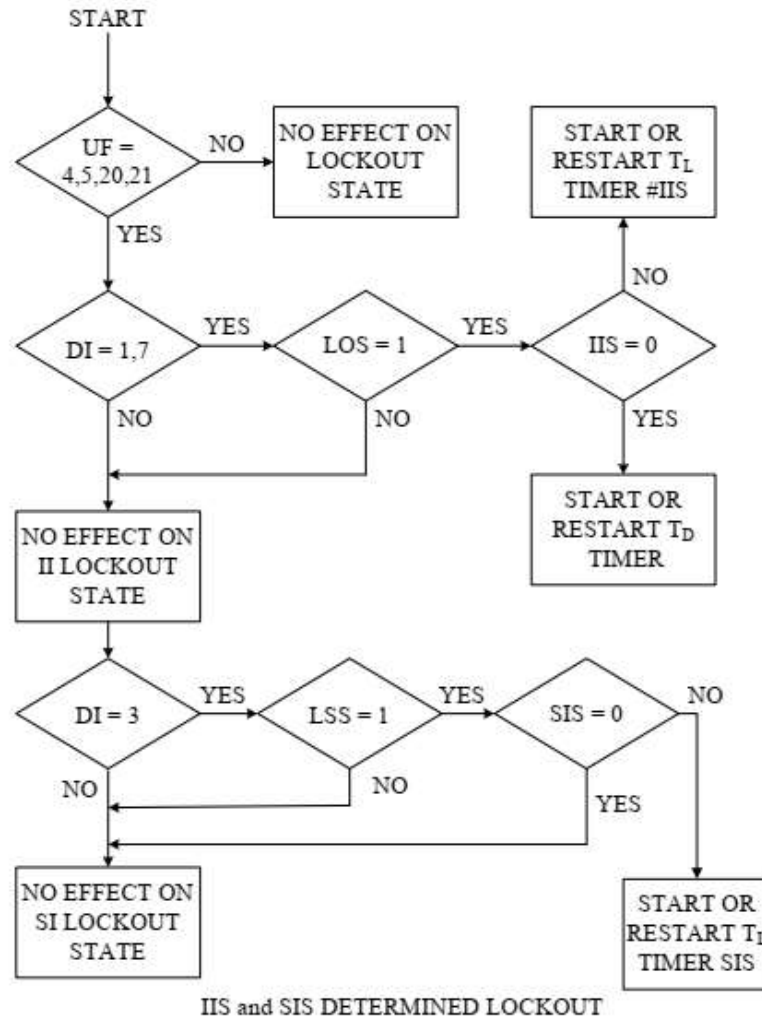 START
UF =
4,5,20,21
NO
NO EFFECT ON
LOCKOUT
STATE
START OR
RESTART TL
TIMER #IIS
YES
NO
DI = 1,7
YES
LOS = 1
YES
IIS = 0
NO
NO
YES
NO EFFECT ON
II LOCKOUT
STATE
START OR
RESTART TD
TIMER
DI = 3
YES
LSS = 1
YES
SIS = 0
NO
NO
NO
YES
NO EFFECT ON
SI LOCKOUT
STATE
START OR
RESTART
TIMER SIS
IIS and SIS DETERMINED LOCKOUT